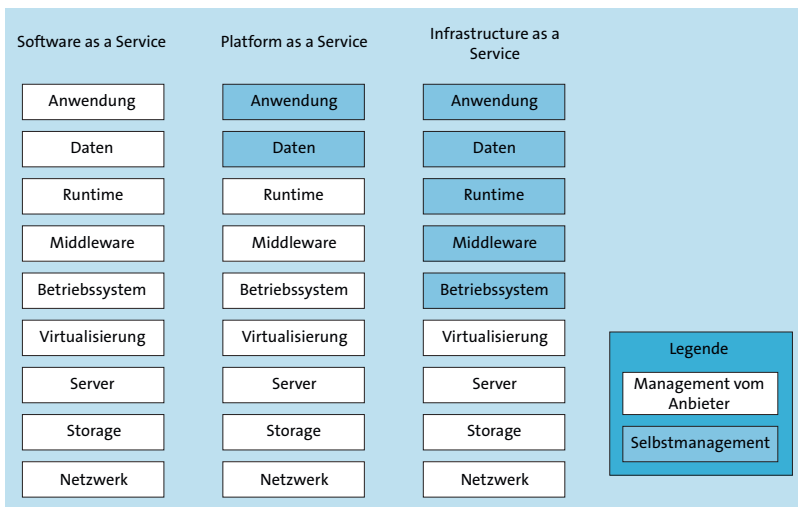 Software as a Service
Platform as a Service
Infrastructure as a
Service
Anwendung
Anwendung
Anwendung
Daten
Daten
Daten
Runtime
Runtime
Runtime
Middleware
Middleware
Middleware
Betriebssystem
Betriebssystem
Betriebssystem
Virtualisierung
Virtualisierung
Virtualisierung
Server
Server
Server
Storage
Storage
Storage
Netzwerk
Netzwerk
Netzwerk
Legende
Management vom
Anbieter
Selbstmanagement